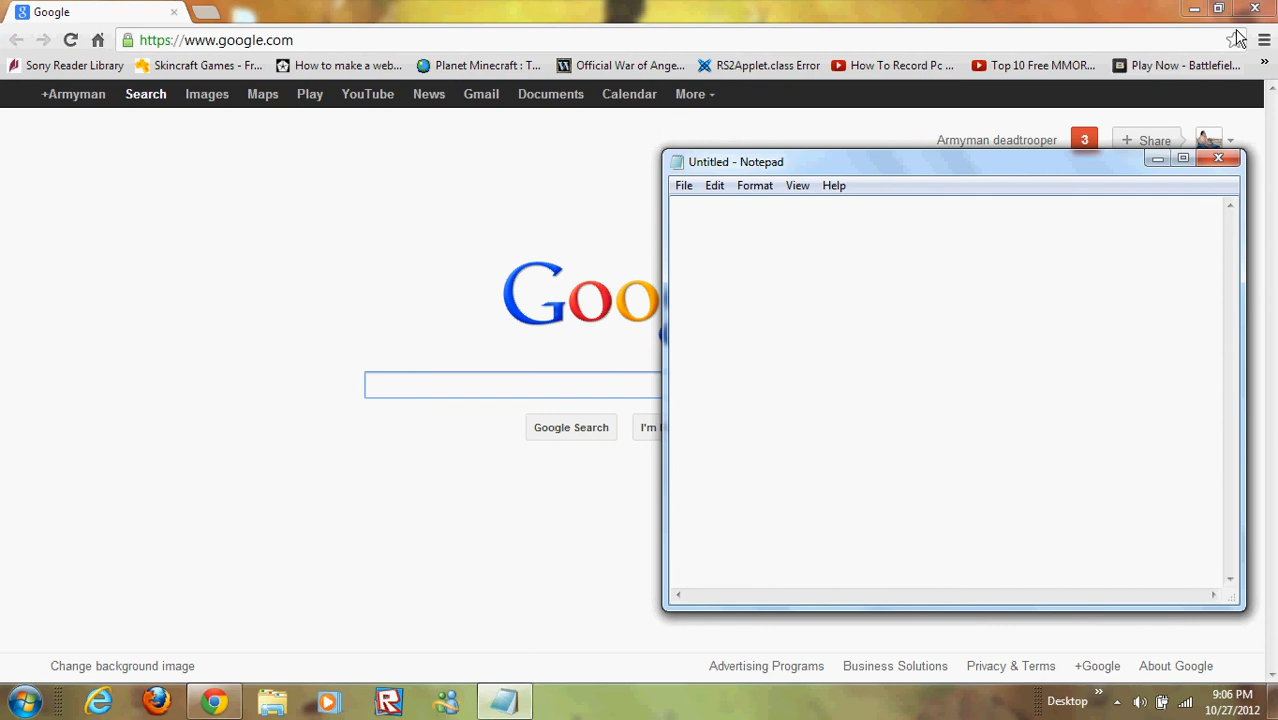 Google
https://www.google.com
Sony Reader Library Skincraft Games - Fr... How to make a web... Planet Minecraft : T... Official War of Ange... RS2Applet.class Error How To Record Pc ... Top 10 Free MMOR... Play Now - Battlefiel...
+Armyman Search Images Maps Play YouTube News Gmail Documents Calendar More
Armyman deadtrooper 3 + Share
Untitled - Notepad
File Edit Format View Help
Goo
Google Search I'm
Change background image Advertising Programs Business Solutions Privacy & Terms +Google About Google
Desktop
9:06 PM
10/27/2012